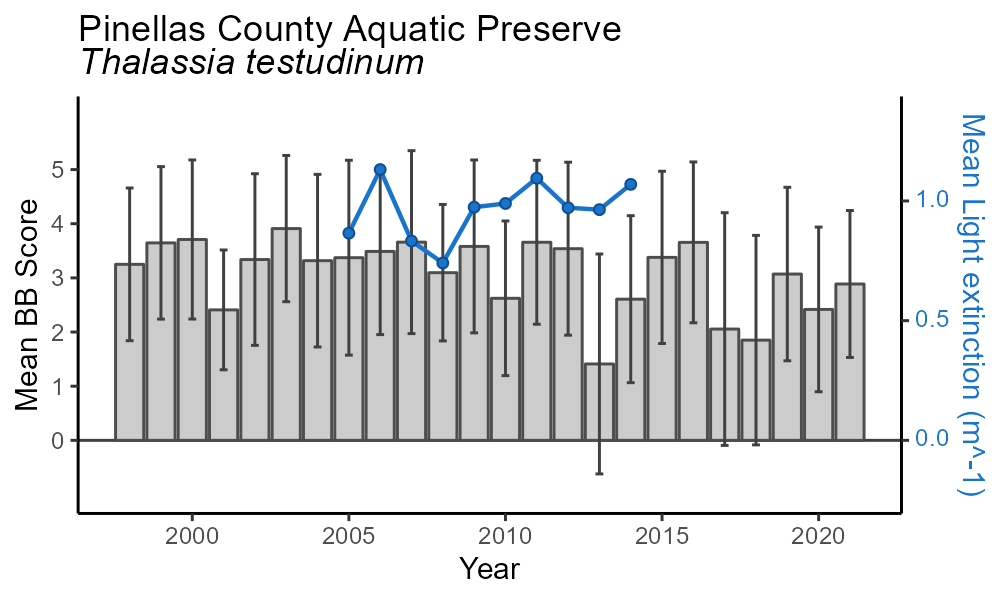 Pinellas County Aquatic Preserve
Thalassia testudinum
Mean BB Score
5
4
3
2
1
0
1.0
0.5
0.0
Mean Light extinction (m^-1)
2000
2005
2010
2015
2020
Year